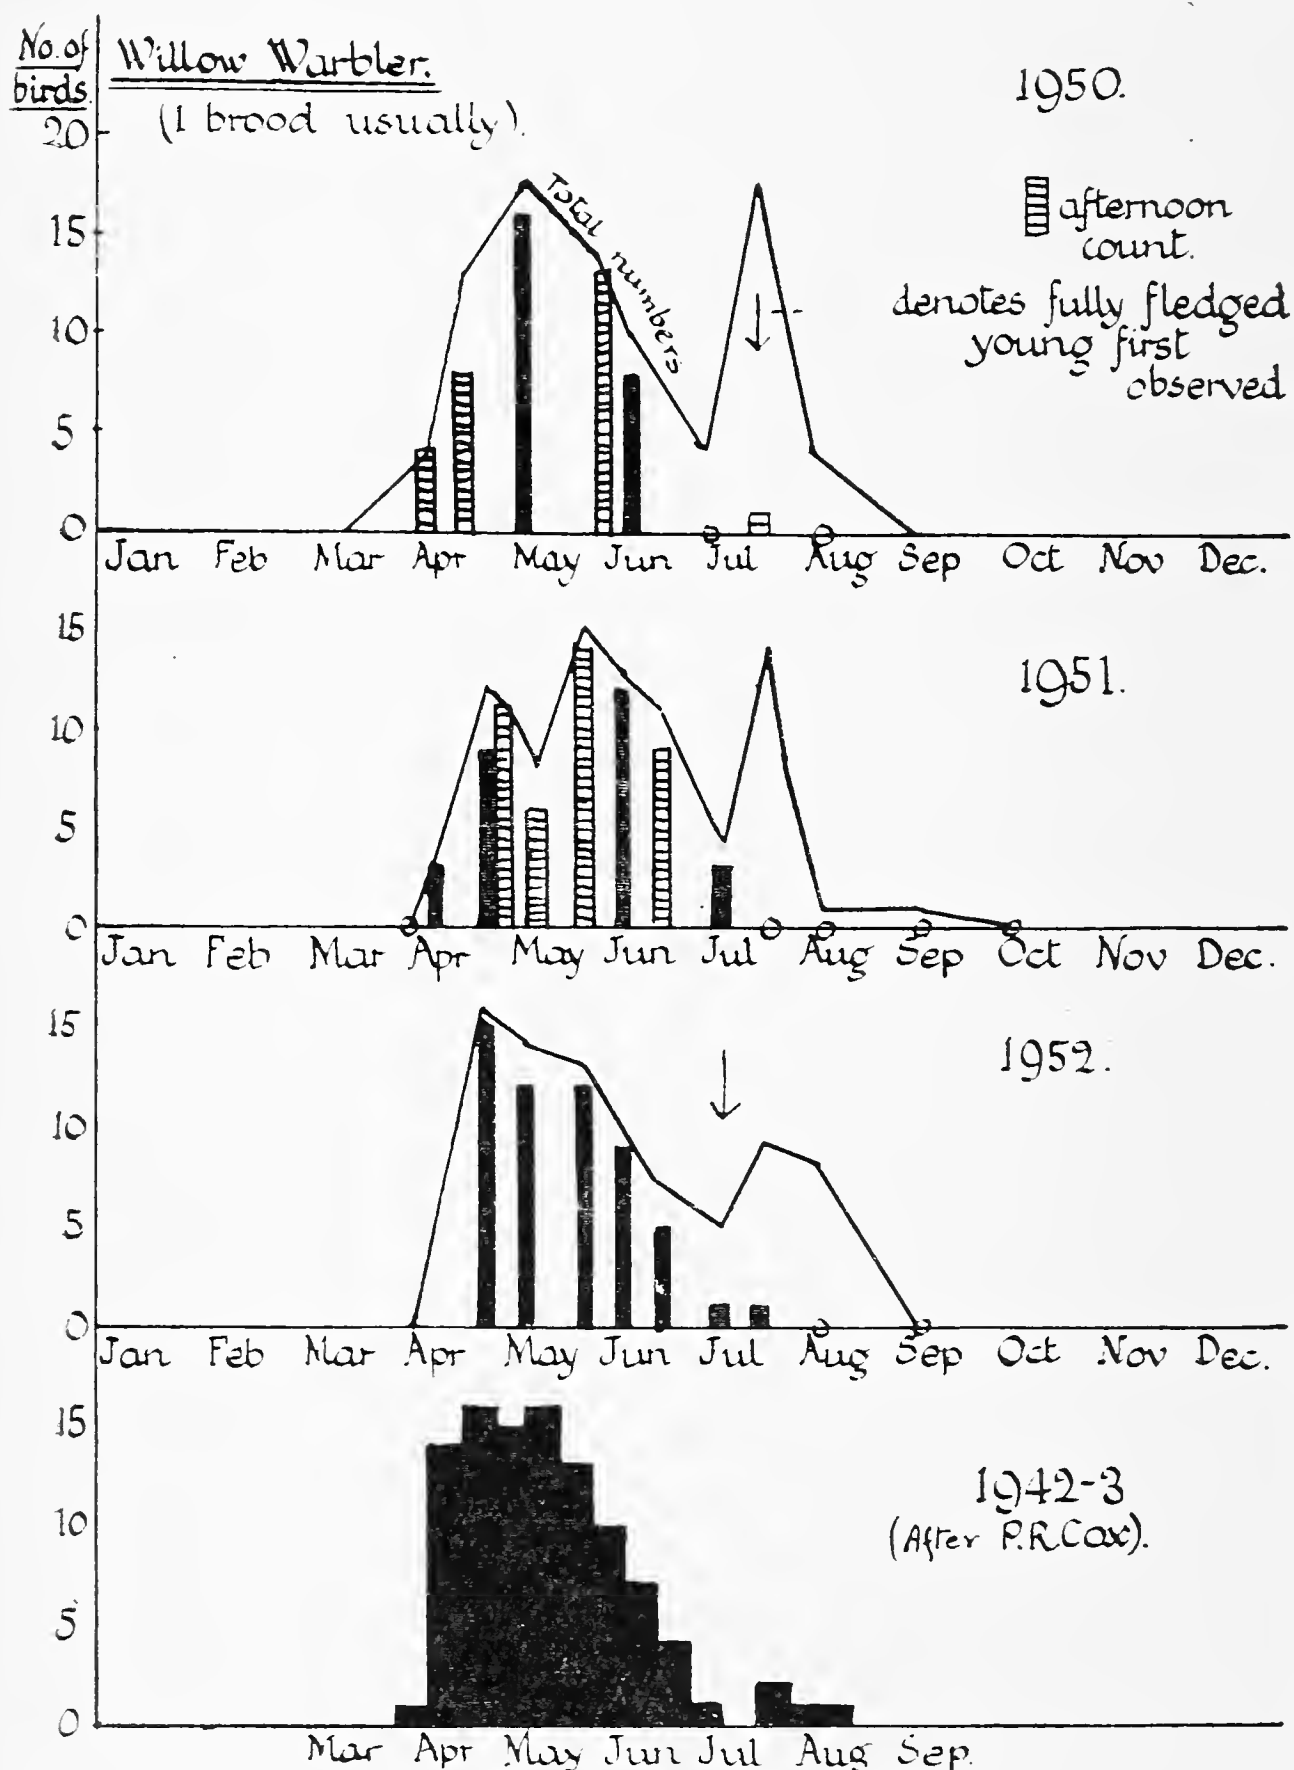 No. of
birds.
Willow Warbler.
(1 brood usually).
1950.
20
15
10
5
0
Total numbers
afternoon
count.
denotes fully fledged
young first
observed
Jan Feb Mar Apr May Jun Jul Aug Sep Oct Nov Dec.
15
10
5
0
1951.
Jan Feb Mar Apr May Jun Jul Aug Sep Oct Nov Dec.
15
10
5
0
1952.
Jan Feb Mar Apr May Jun Jul Aug Sep Oct Nov Dec.
15
10
5
0
1942-3
(After P.R.Cox).
Mar Apr May Jun Jul Aug Sep.